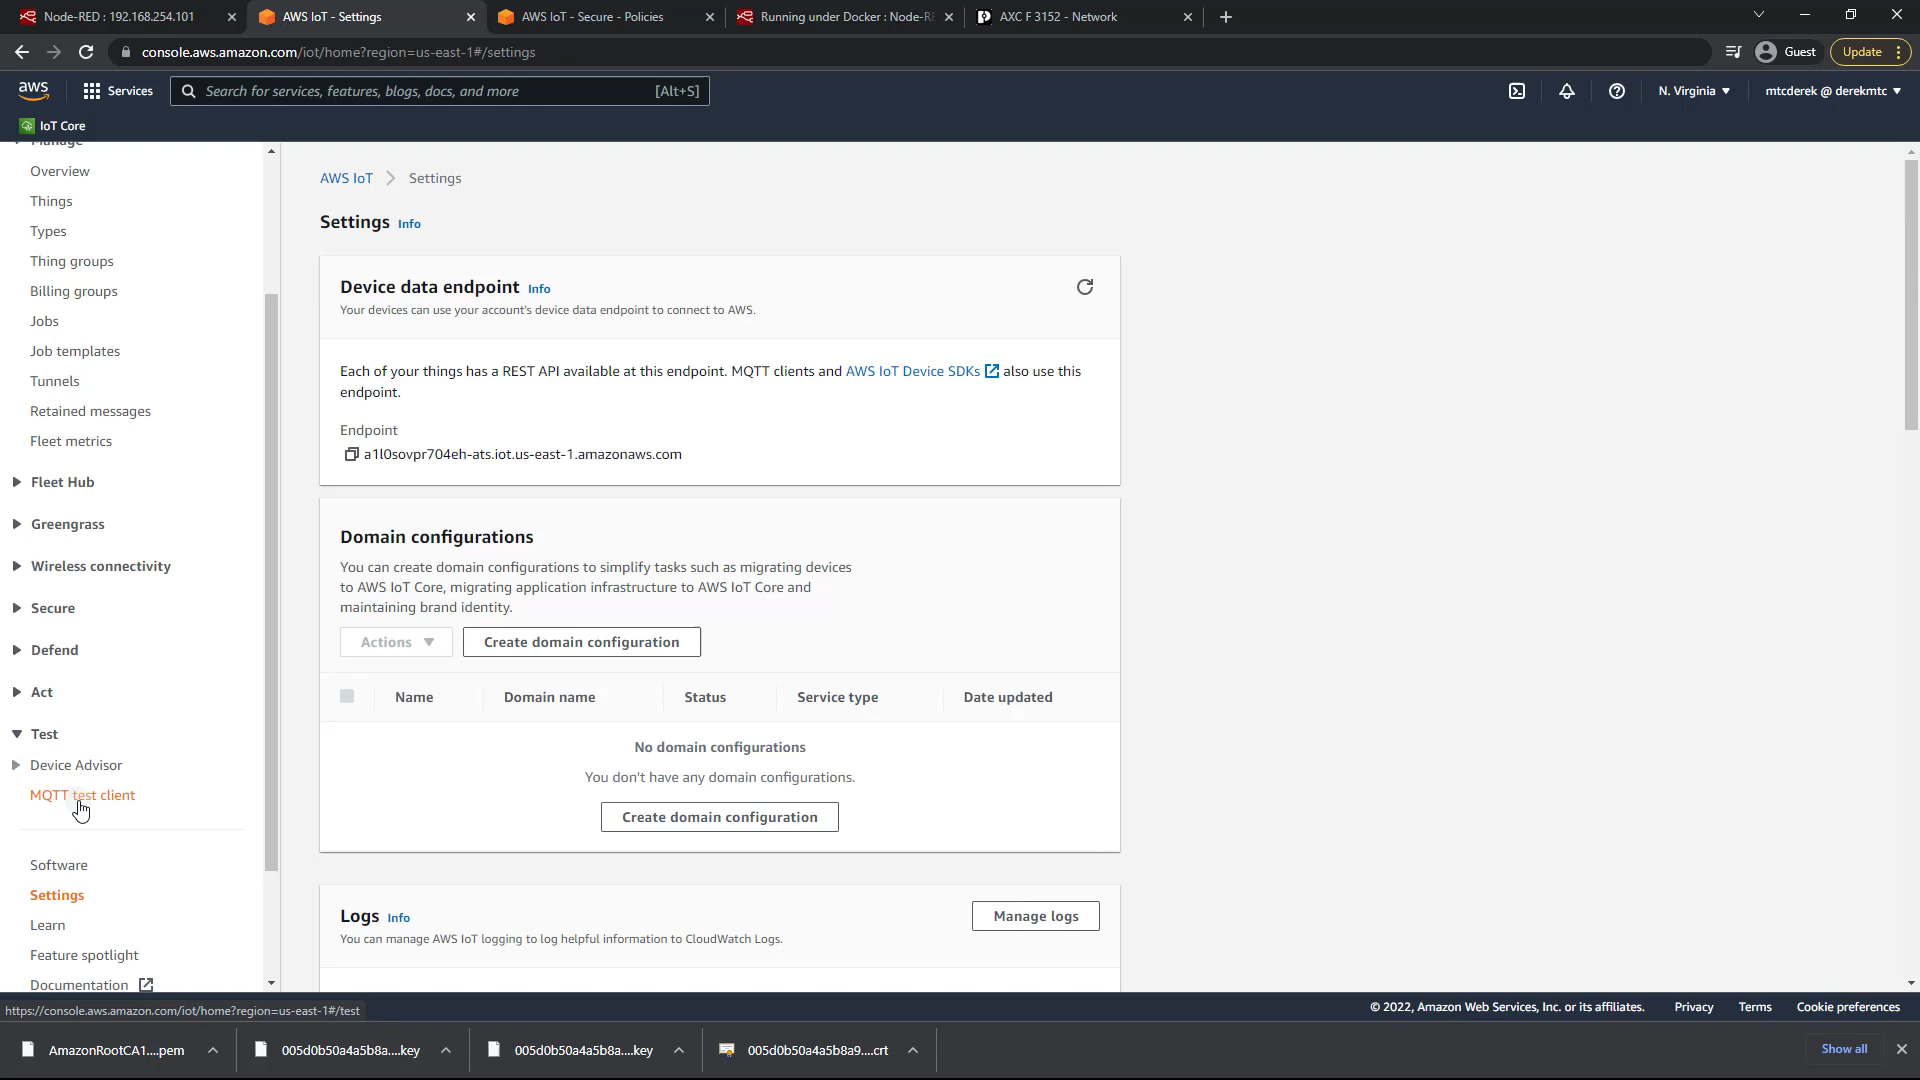 Node-RED : 192.168.254.101
AWS IoT - Settings
AWS IoT - Secure - Policies
Running under Docker : Node-RE
AXC F 3152 - Network
console.aws.amazon.com/iot/home?region=us-east-1#/settings
Guest
Update
aws
Services
Search for services, features, blogs, docs, and more
[Alt+S]
N. Virginia
mtcderek @ derekmtc
IoT Core
Manage
Overview
Things
Types
Thing groups
Billing groups
Jobs
Job templates
Tunnels
Retained messages
Fleet metrics
Fleet Hub
Greengrass
Wireless connectivity
Secure
Defend
Act
Test
Device Advisor
MQTT test client
Software
Settings
Learn
Feature spotlight
Documentation
AWS IoT
Settings
Settings Info
Device data endpoint Info
Your devices can use your account's device data endpoint to connect to AWS.
Each of your things has a REST API available at this endpoint. MQTT clients and AWS IoT Device SDKs also use this
endpoint.
Endpoint
a1l0sovpr704eh-ats.iot.us-east-1.amazonaws.com
Domain configurations
You can create domain configurations to simplify tasks such as migrating devices
to AWS IoT Core, migrating application infrastructure to AWS IoT Core and
maintaining brand identity.
Actions
Create domain configuration
Name
Domain name
Status
Service type
Date updated
No domain configurations
You don't have any domain configurations.
Create domain configuration
Logs Info
Manage logs
You can manage AWS IoT logging to log helpful information to CloudWatch Logs.
https://console.aws.amazon.com/iot/home?region=us-east-1#/test
© 2022, Amazon Web Services, Inc. or its affiliates.
Privacy
Terms
Cookie preferences
AmazonRootCA1....pem
005d0b50a4a5b8a....key
005d0b50a4a5b8a....key
005d0b50a4a5b8a9....crt
Show all